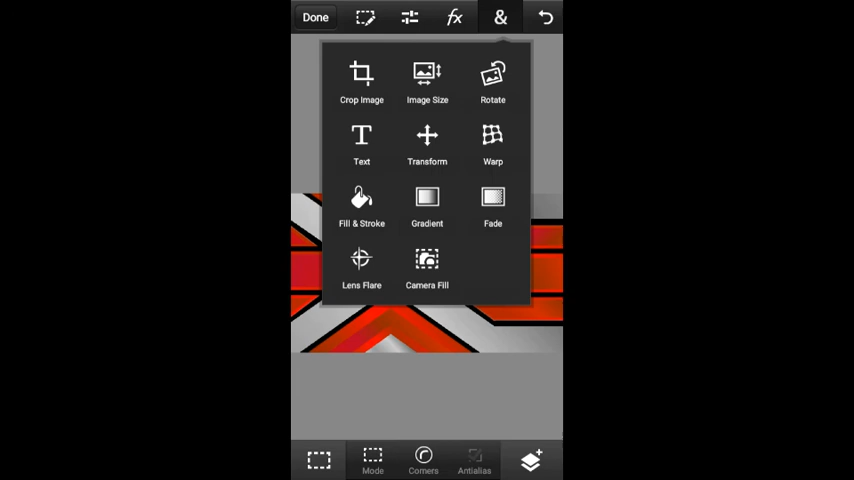 Done fx &
Crop Image Image Size Rotate
Text Transform Warp
Fill & Stroke Gradient Fade
Lens Flare Camera Fill
Mode Corners Antialias